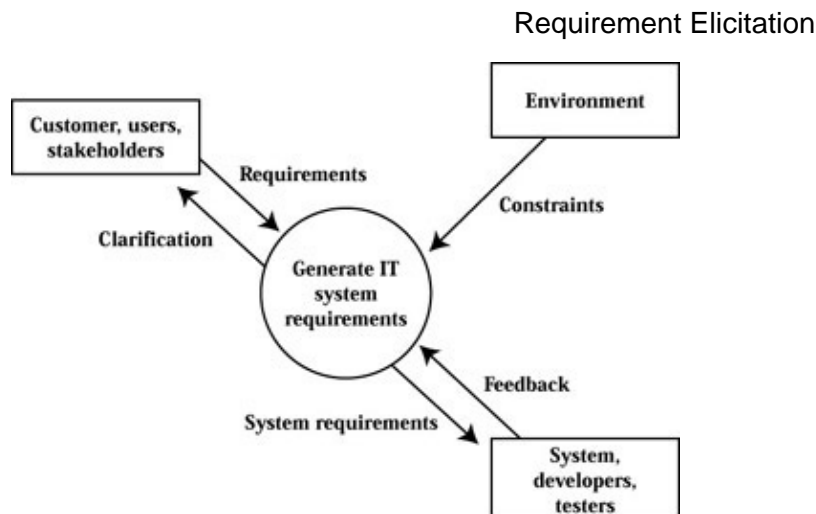 Requirement Elicitation
Environment
Customer, users,
stakeholders
Requirements
Constraints
Clarification
Generate IT
system
requirements
Feedback
System requirements
System,
developers,
testers